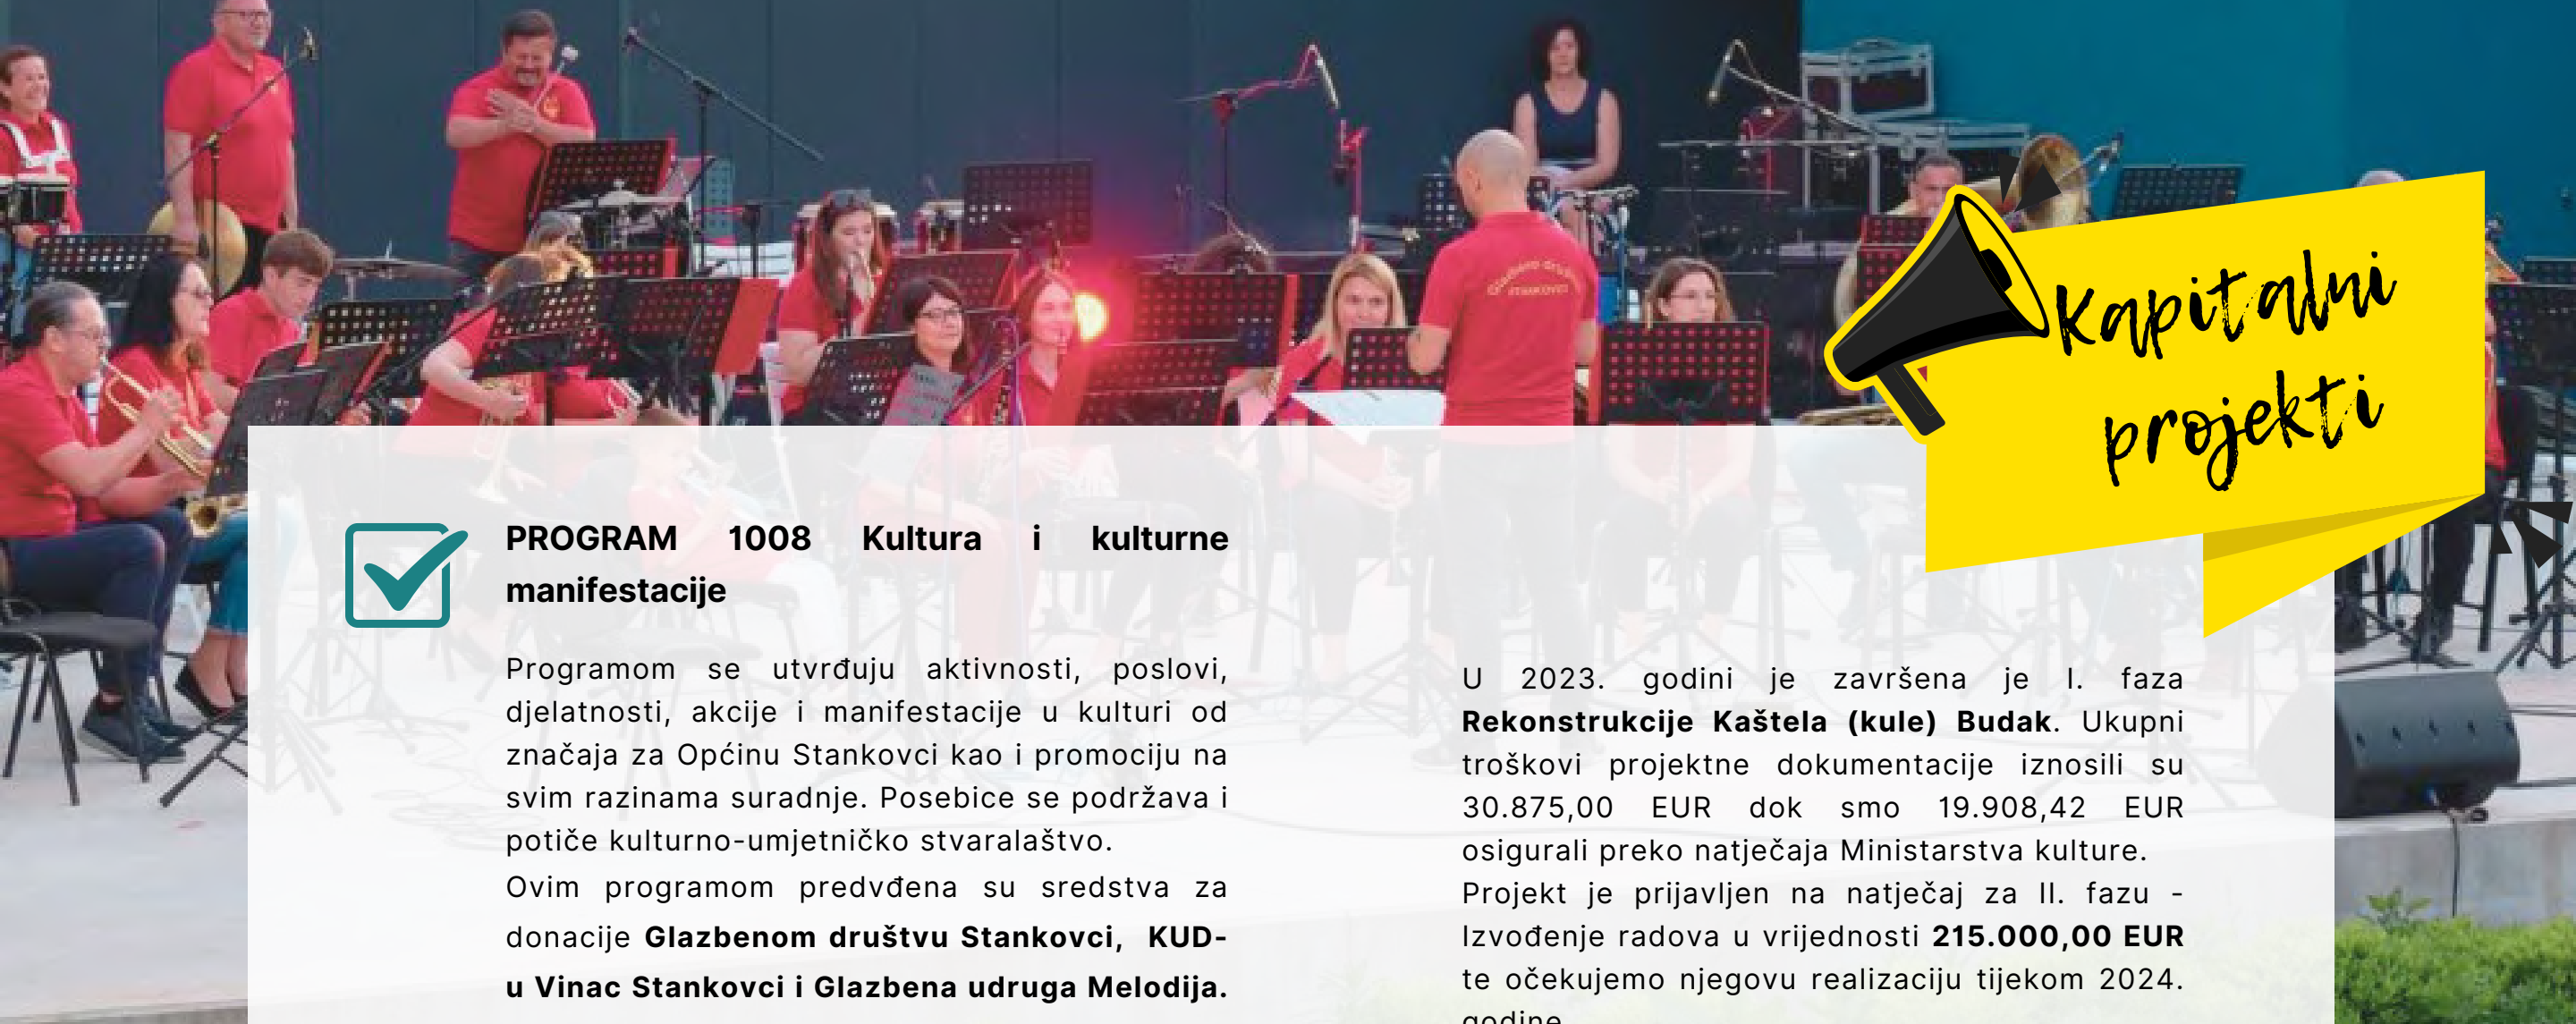 Glazbeno društvo
STANKOVCI
Kapitalni
projekti
PROGRAM 1008 Kultura i kulturne
manifestacije
Programom se utvrđuju aktivnosti, poslovi,
djelatnosti, akcije i manifestacije u kulturi od
značaja za Općinu Stankovci kao i promociju na
svim razinama suradnje. Posebice se podržava i
potiče kulturno-umjetničko stvaralaštvo.
Ovim programom predvđena su sredstva za
donacije Glazbenom društvu Stankovci, KUD-
u Vinac Stankovci i Glazbena udruga Melodija.
U 2023. godini je završena je I. faza
Rekonstrukcije Kaštela (kule) Budak. Ukupni
troškovi projektne dokumentacije iznosili su
30.875,00 EUR dok smo 19.908,42 EUR
osigurali preko natječaja Ministarstva kulture.
Projekt je prijavljen na natječaj za II. fazu -
Izvođenje radova u vrijednosti 215.000,00 EUR
te očekujemo njegovu realizaciju tijekom 2024.
godine